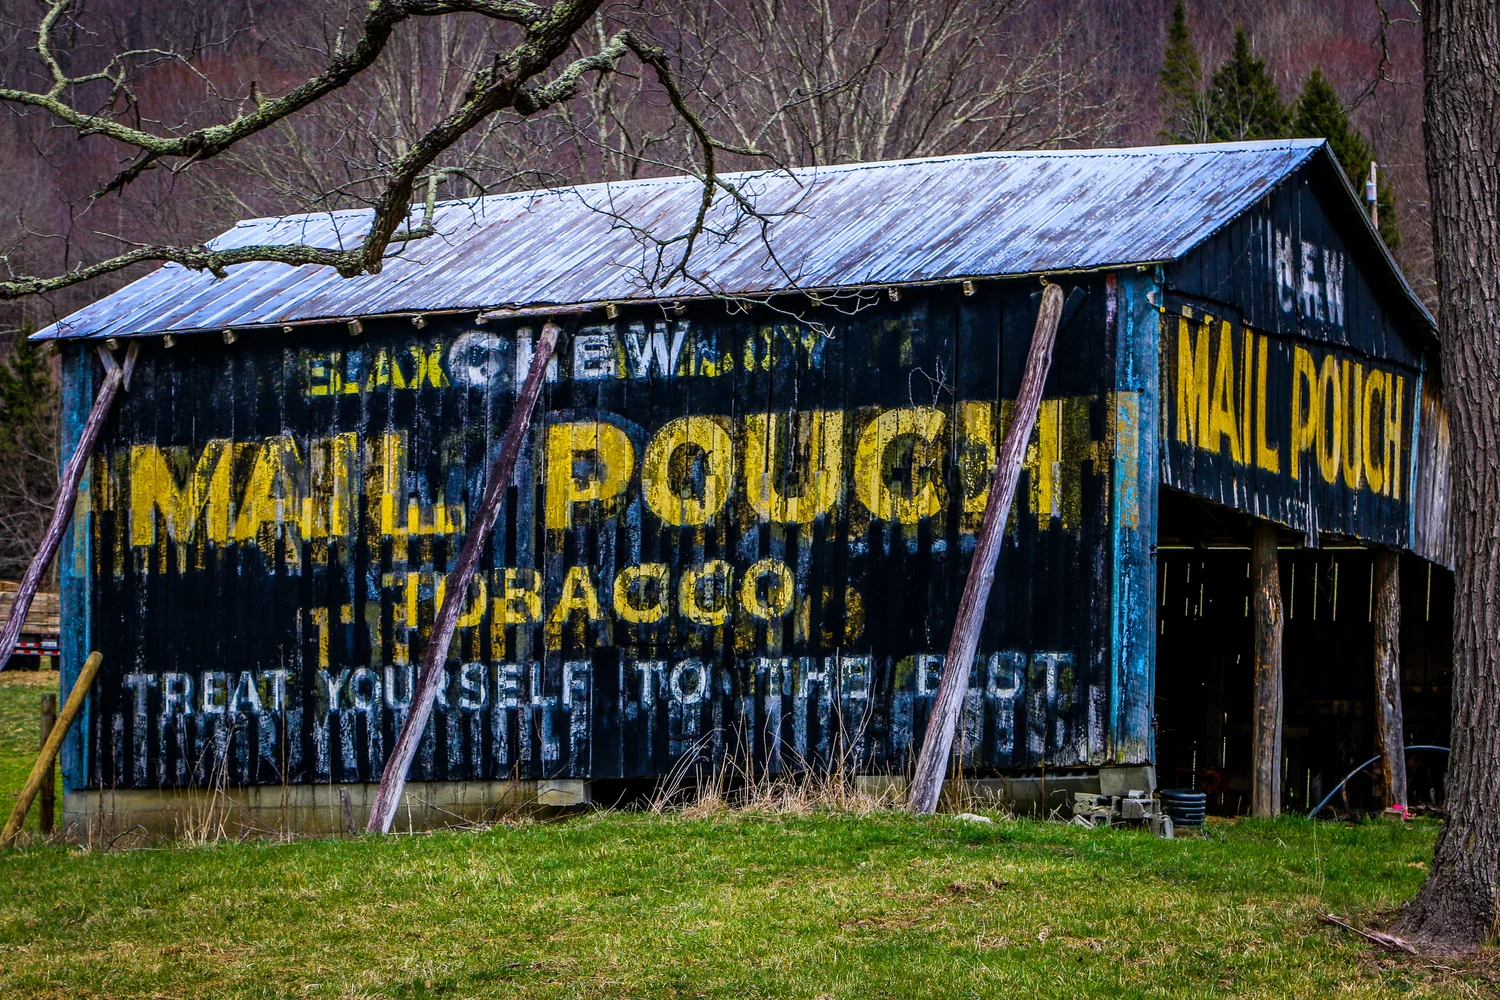 CHEW
MAIL POUCH
TOBACCO
TREAT YOURSELF TO THE BEST
CHEW
MAIL POUCH